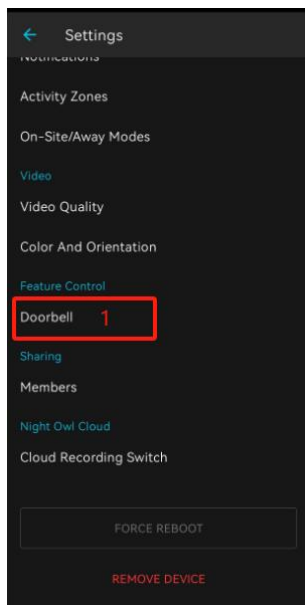 Settings
Notifications
Activity Zones
On-Site/Away Modes
Video
Video Quality
Color And Orientation
Feature Control
Doorbell 1
Sharing
Members
Night Owl Cloud
Cloud Recording Switch
FORCE REBOOT
REMOVE DEVICE